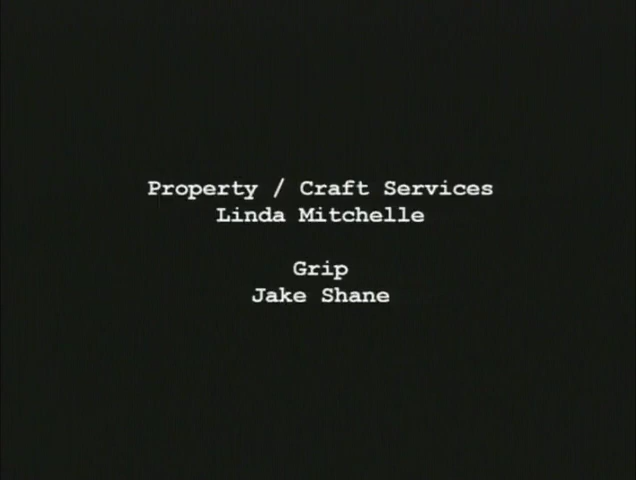 Property / Craft Services
Linda Mitchelle
Grip
Jake Shane